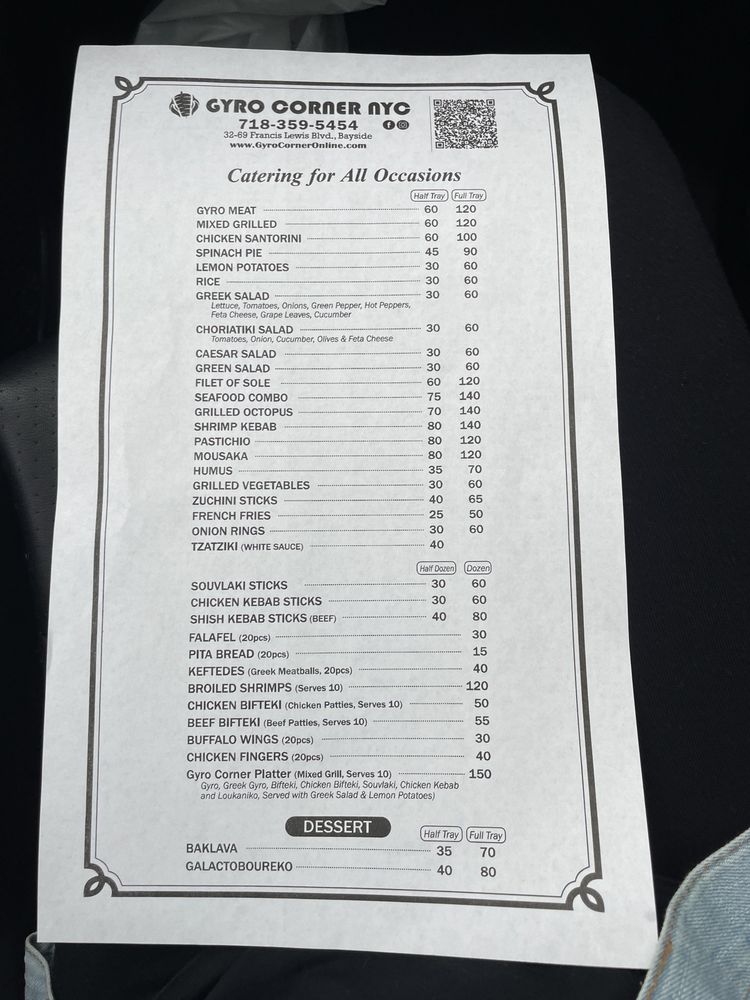 GYRO CORNER NYC
718-359-5454
32-69 Francis Lewis Blvd., Bayside
www.GyroCornerOnline.com
Catering for All Occasions
Half Tray Full Tray
GYRO MEAT 60 120
MIXED GRILLED 60 120
CHICKEN SANTORINI 60 100
SPINACH PIE 45 90
LEMON POTATOES 30 60
RICE 30 60
GREEK SALAD 30 60
Lettuce, Tomatoes, Onions, Green Pepper, Hot Peppers,
Feta Cheese, Grape Leaves, Cucumber
CHORIATIKI SALAD 30 60
Tomatoes, Onion, Cucumber, Olives & Feta Cheese
CAESAR SALAD 30 60
GREEN SALAD 30 60
FILET OF SOLE 60 120
SEAFOOD COMBO 75 140
GRILLED OCTOPUS 70 140
SHRIMP KEBAB 80 140
PASTICHIO 80 120
MOUSAKA 80 120
HUMUS 35 70
GRILLED VEGETABLES 30 60
ZUCHINI STICKS 40 65
FRENCH FRIES 25 50
ONION RINGS 30 60
TZATZIKI (WHITE SAUCE) 40
Half Dozen Dozen
SOUVLAKI STICKS 30 60
CHICKEN KEBAB STICKS 30 60
SHISH KEBAB STICKS (BEEF) 40 80
FALAFEL (20pcs) 30
PITA BREAD (20pcs) 15
KEFTEDES (Greek Meatballs, 20pcs) 40
BROILED SHRIMPS (Serves 10) 120
CHICKEN BIFTEKI (Chicken Patties, Serves 10) 50
BEEF BIFTEKI (Beef Patties, Serves 10) 55
BUFFALO WINGS (20pcs) 30
CHICKEN FINGERS (20pcs) 40
Gyro Corner Platter (Mixed Grill, Serves 10) 150
Gyro, Greek Gyro, Bifteki, Chicken Bifteki, Souvlaki, Chicken Kebab
and Loukaniko, Served with Greek Salad & Lemon Potatoes)
DESSERT
Half Tray Full Tray
BAKLAVA 35 70
GALACTOBOUREKO 40 80